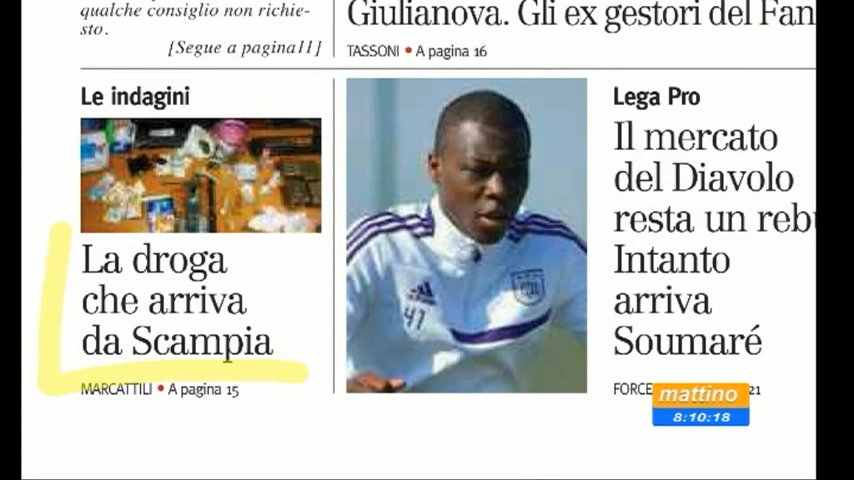 qualche consiglio non richie-
sto.
[Segue a pagina11]
Giulianova. Gli ex gestori del Fan
TASSONI • A pagina 16
Le indagini
La droga
che arriva
da Scampia
MARCATTILI • A pagina 15
41
Lega Pro
Il mercato
del Diavolo
resta un rebu
Intanto
arriva
Soumaré
FORCE
21
mattino
8:10:18